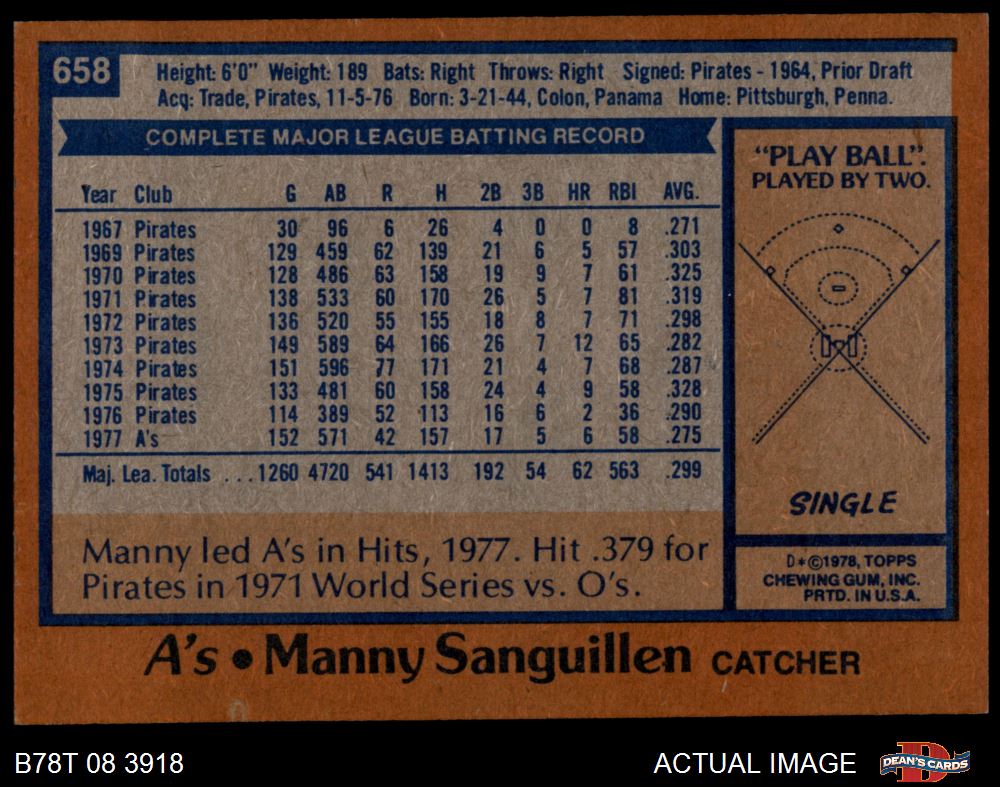 658
Height: 6'0" Weight: 189 Bats: Right Throws: Right Signed: Pirates - 1964, Prior Draft
Acq: Trade, Pirates, 11-5-76 Born: 3-21-44, Colon, Panama Home: Pittsburgh, Penna.
COMPLETE MAJOR LEAGUE BATTING RECORD
Year Club G AB R H 2B 3B HR RBI AVG.
1967 Pirates 30 96 6 26 4 0 0 8 .271
1969 Pirates 129 459 62 139 21 6 5 57 .303
1970 Pirates 128 486 63 158 19 9 7 61 .325
1971 Pirates 138 533 60 170 26 5 7 81 .319
1972 Pirates 136 520 55 155 18 8 7 71 .298
1973 Pirates 149 589 64 166 26 7 12 65 .282
1974 Pirates 151 596 77 171 21 4 7 68 .287
1975 Pirates 133 481 60 158 24 4 9 58 .328
1976 Pirates 114 389 52 113 16 6 2 36 .290
1977 A's 152 571 42 157 17 5 6 58 .275
Maj. Lea. Totals ... 1260 4720 541 1413 192 54 62 563 .299
Manny led A's in Hits, 1977. Hit .379 for
Pirates in 1971 World Series vs. O's.
"PLAY BALL".
PLAYED BY TWO.
SINGLE
D*©1978, TOPPS
CHEWING GUM, INC.
PRTD. IN U.S.A.
A's • Manny Sanguillen CATCHER
B78T 08 3918
ACTUAL IMAGE
D
DEAN'S CARDS